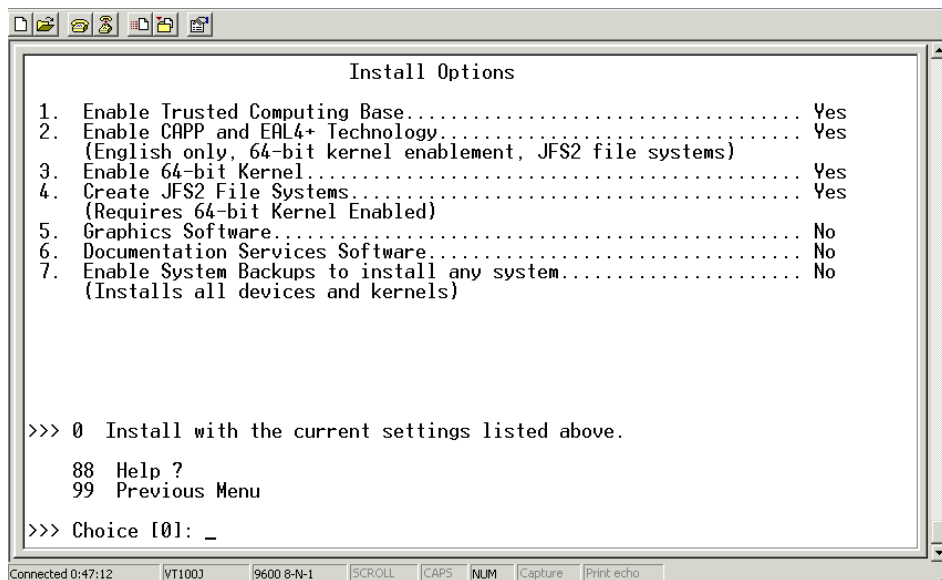 Install Options
1. Enable Trusted Computing Base................................... Yes
2. Enable CAPP and EAL4+ Technology................................ Yes
(English only, 64-bit kernel enablement, JFS2 file systems)
3. Enable 64-bit Kernel............................................ Yes
4. Create JFS2 File Systems........................................ Yes
(Requires 64-bit Kernel Enabled)
5. Graphics Software............................................... No
6. Documentation Services Software................................. No
7. Enable System Backups to install any system..................... No
(Installs all devices and kernels)
>>> 0 Install with the current settings listed above.
88 Help ?
99 Previous Menu
>>> Choice [0]: _
Connected 0:47:12 VT100J 9600 8-N-1 SCROLL CAPS NUM Capture Print echo